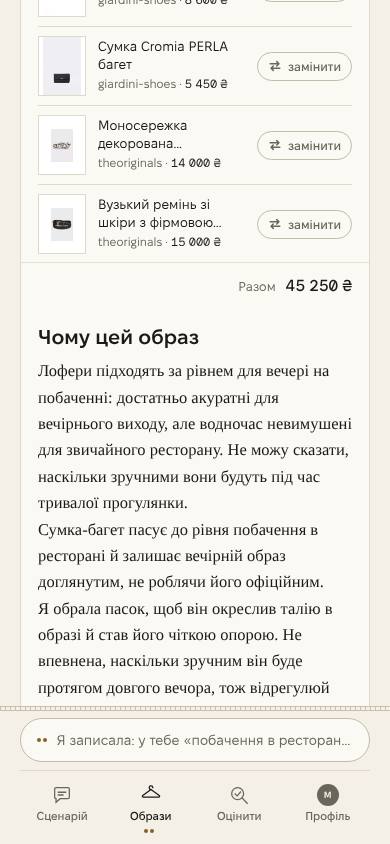 giardini-shoes · 8 600 ₴
Сумка Cromia PERLA
багет
giardini-shoes · 5 450 ₴
замінити
Моносережка
декорована…
theoriginals · 14 000 ₴
замінити
Вузький ремінь зі
шкіри з фірмовою…
theoriginals · 15 000 ₴
замінити
Разом 45 250 ₴
Чому цей образ
Лофери підходять за рівнем для вечері на
побаченні: достатньо акуратні для
вечірнього виходу, але водночас невимушені
для звичайного ресторану. Не можу сказати,
наскільки зручними вони будуть під час
тривалої прогулянки.
Сумка-багет пасує до рівня побачення в
ресторані й залишає вечірній образ
доглянутим, не роблячи його офіційним.
Я обрала пасок, щоб він окреслив талію в
образі й став його чіткою опорою. Не
впевнена, наскільки зручним він буде
протягом довгого вечора, тож відрегулюй
Я записала: у тебе «побачення в ресторан…
Сценарій
Образи
Оцінити
М
Профіль